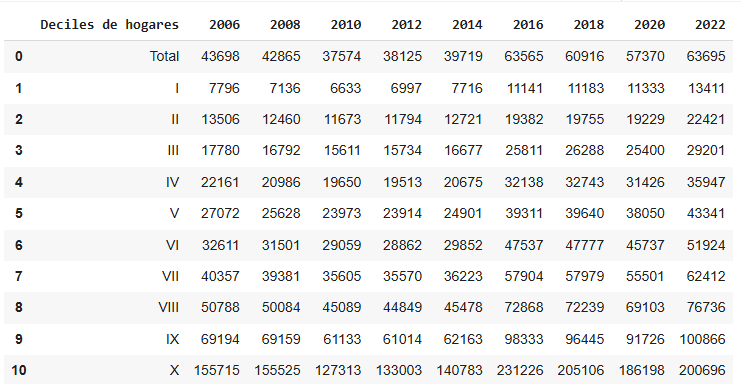 Deciles de hogares 2006 2008 2010 2012 2014 2016 2018 2020 2022
0 Total 43698 42865 37574 38125 39719 63565 60916 57370 63695
1 I 7796 7136 6633 6997 7716 11141 11183 11333 13411
2 II 13506 12460 11673 11794 12721 19382 19755 19229 22421
3 III 17780 16792 15611 15734 16677 25811 26288 25400 29201
4 IV 22161 20986 19650 19513 20675 32138 32743 31426 35947
5 V 27072 25628 23973 23914 24901 39311 39640 38050 43341
6 VI 32611 31501 29059 28862 29852 47537 47777 45737 51924
7 VII 40357 39381 35605 35570 36223 57904 57979 55501 62412
8 VIII 50788 50084 45089 44849 45478 72868 72239 69103 76736
9 IX 69194 69159 61133 61014 62163 98333 96445 91726 100866
10 X 155715 155525 127313 133003 140783 231226 205106 186198 200696